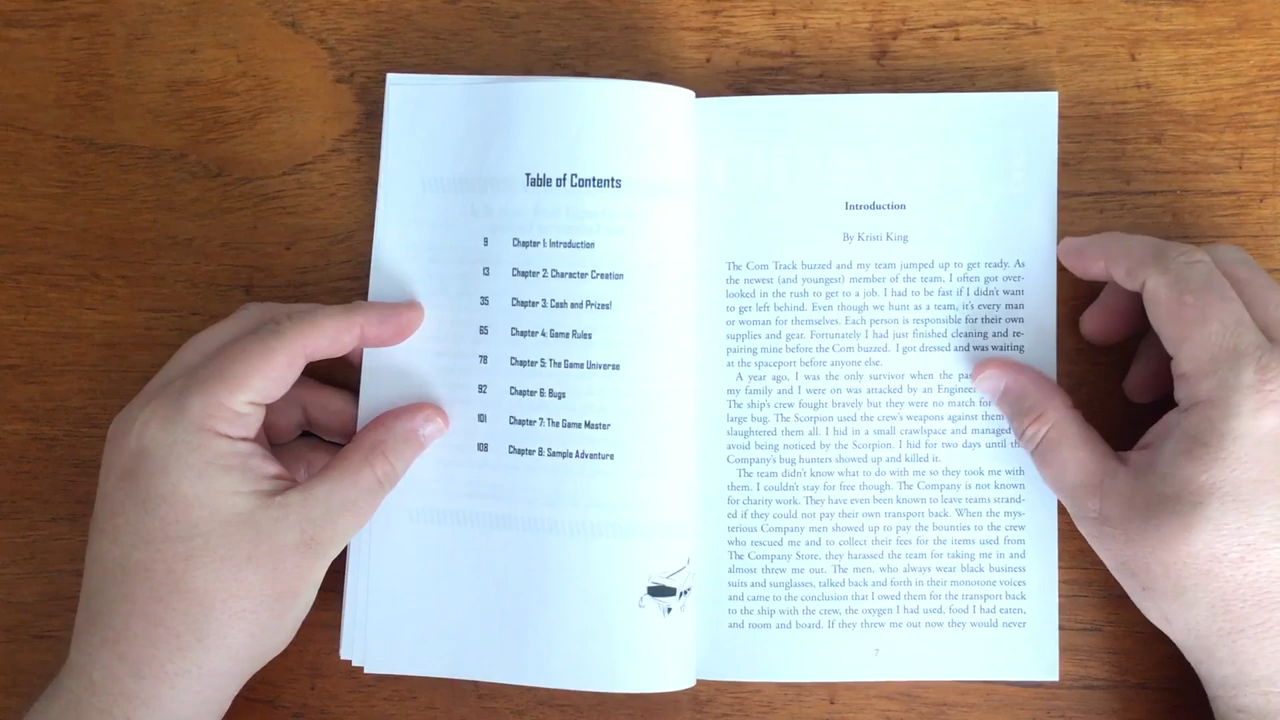 Table of Contents
9 Chapter 1: Introduction
13 Chapter 2: Character Creation
35 Chapter 3: Cash and Prizes!
65 Chapter 4: Game Rules
78 Chapter 5: The Game Universe
92 Chapter 6: Bugs
101 Chapter 7: The Game Master
108 Chapter 8: Sample Adventure
Introduction
By Kristi King
The Com Track buzzed and my team jumped up to get ready. As
the newest (and youngest) member of the team, I often got over-
looked in the rush to get to a job. I had to be fast if I didn't want
to get left behind. Even though we hunt as a team, it's every man
or woman for themselves. Each person is responsible for their own
supplies and gear. Fortunately I had just finished cleaning and re-
pairing mine before the Com buzzed. I got dressed and was waiting
at the spaceport before anyone else.
A year ago, I was the only survivor when the
my family and I were on was attacked by an Engineer
The ship's crew fought bravely but they were no match for
large bug. The Scorpion used the crew's weapons against them
slaughtered them all. I hid in a small crawlspace and managed
avoid being noticed by the Scorpion. I hid for two days until the
Company's bug hunters showed up and killed it.
The team didn't know what to do with me so they took me with
them. I couldn't stay for free though. The Company is not known
for charity work. They have even been known to leave teams strand-
ed if they could not pay their own transport back. When the mys-
terious Company men showed up to pay the bounties to the crew
who rescued me and to collect their fees for the items used from
The Company Store, they harassed the team for taking me in and
almost threw me out. The men, who always wear black business
suits and sunglasses, talked back and forth in their monotone voices
and came to the conclusion that I owed them for the transport back
to the ship with the crew, the oxygen I had used, food I had eaten,
and room and board. If they threw me out now they would never
7